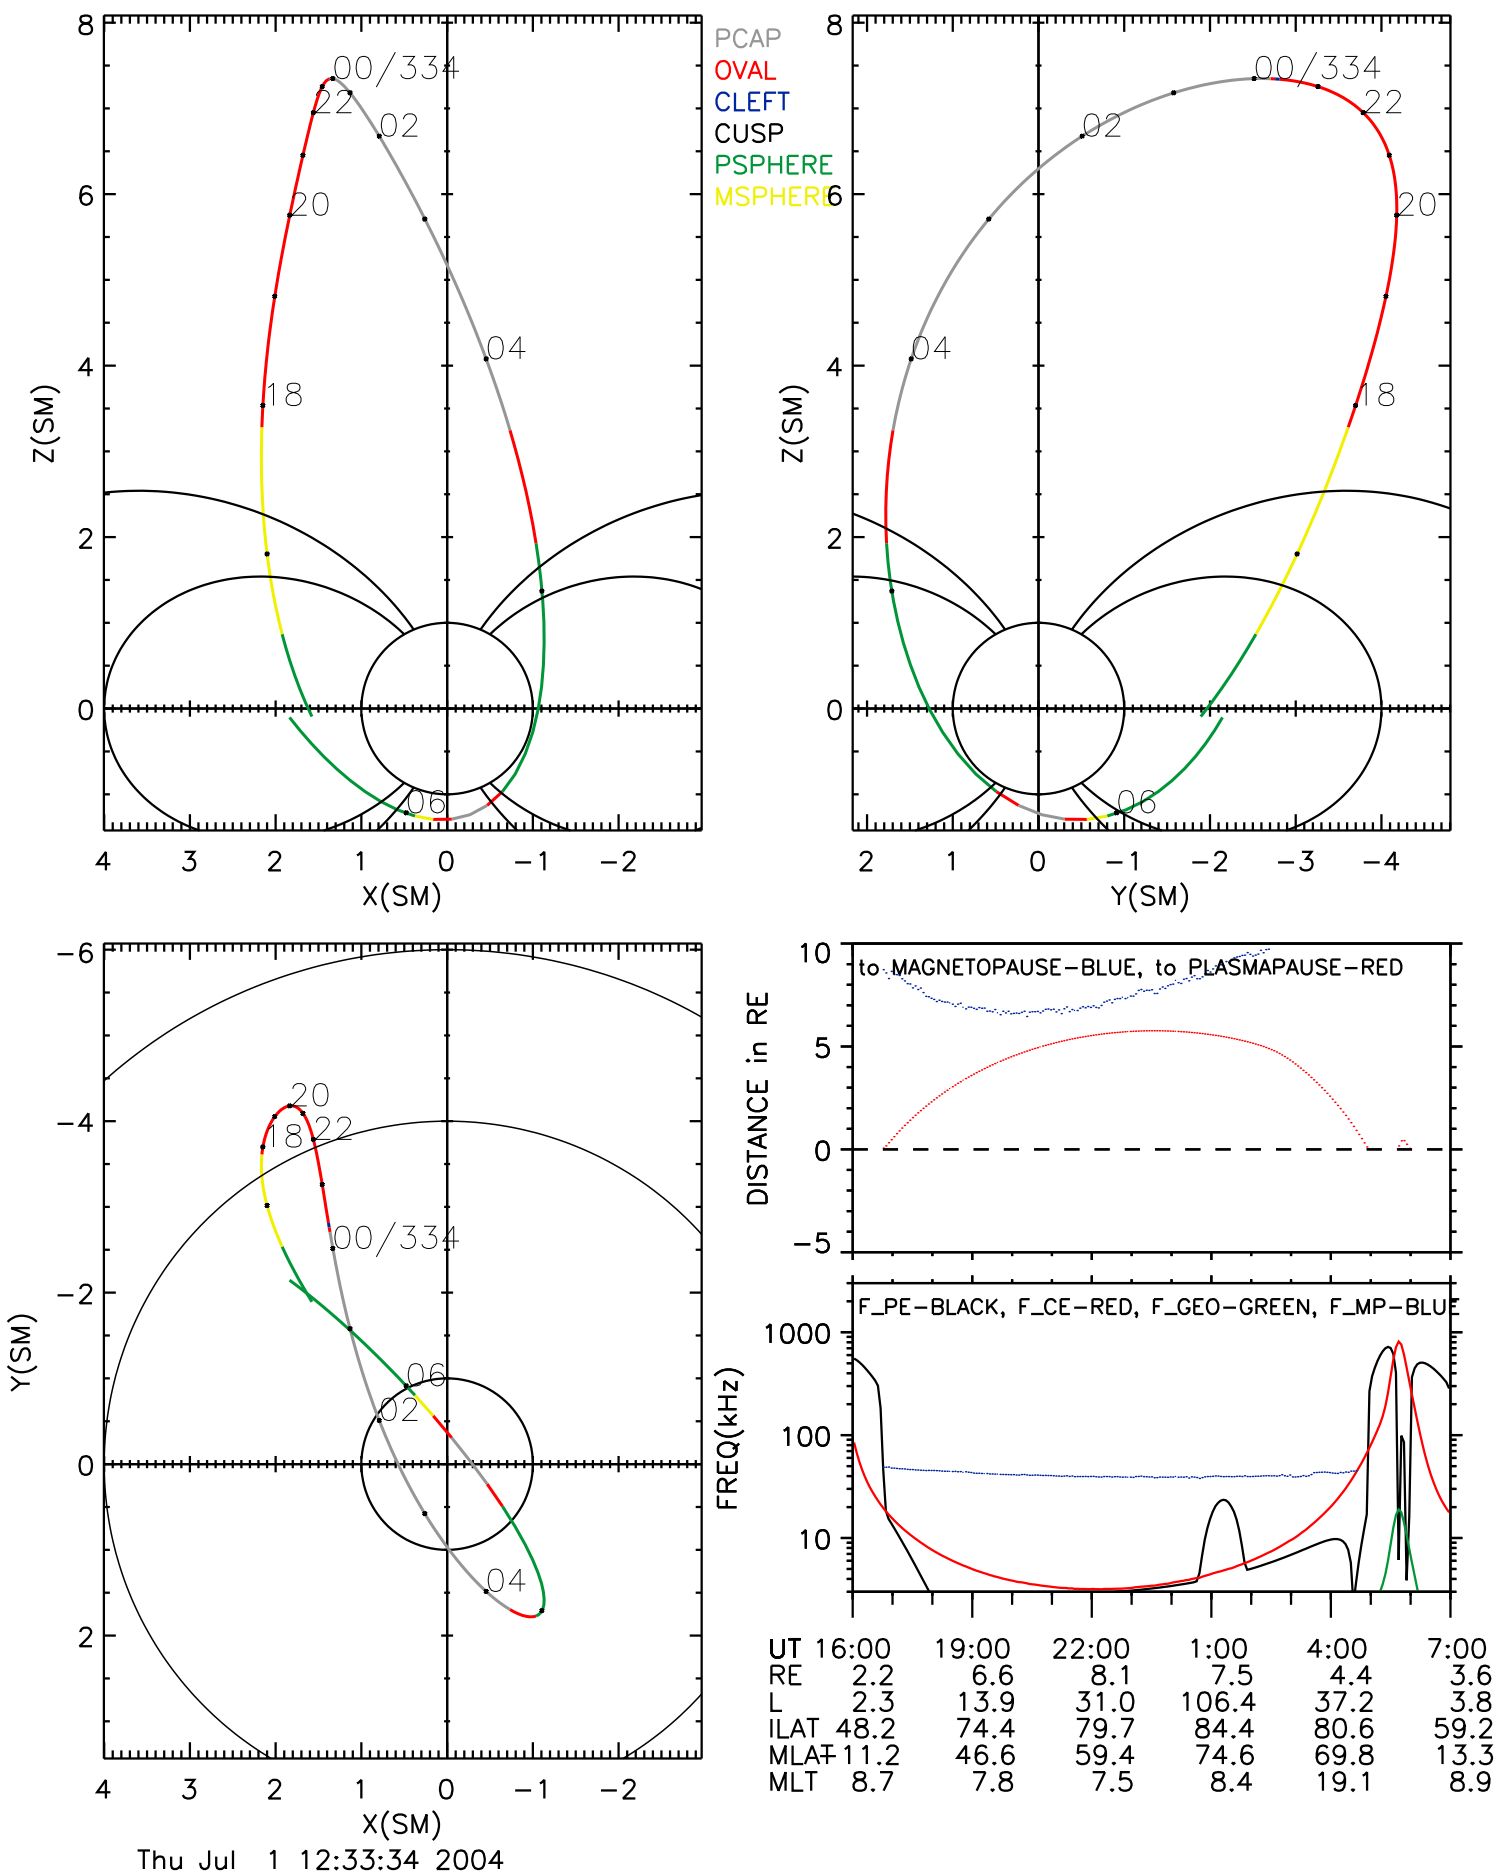 8
6
4
2
0
Z(SM)
4
3
2
1
0
−1
−2
X(SM)
00/334
22
02
20
04
18
06
PCAP
OVAL
CLEFT
CUSP
PSPHERE
MSPHERE
8
6
4
2
0
Z(SM)
2
1
0
−1
−2
−3
−4
Y(SM)
00/334
22
02
20
04
18
06
−6
−4
−2
0
2
Y(SM)
4
3
2
1
0
−1
−2
X(SM)
20
18
22
00/334
06
02
04
10
5
0
−5
DISTANCE in RE
to MAGNETOPAUSE−BLUE, to PLASMAPAUSE−RED
1000
100
10
FREQ(kHz)
F_PE−BLACK, F_CE−RED, F_GEO−GREEN, F_MP−BLUE
UT 16:00 19:00 22:00 1:00 4:00 7:00
RE 2.2 6.6 8.1 7.5 4.4 3.6
L 2.3 13.9 31.0 106.4 37.2 3.8
ILAT 48.2 74.4 79.7 84.4 80.6 59.2
MLAT −11.2 46.6 59.4 74.6 69.8 13.3
MLT 8.7 7.8 7.5 8.4 19.1 8.9
Thu Jul 1 12:33:34 2004